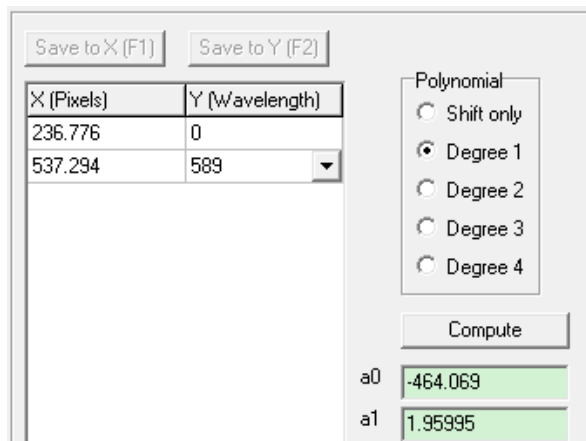 Save to X (F1) Save to Y (F2)
X (Pixels) Y (Wavelength)
236.776 0
537.294 589
Polynomial
Shift only
Degree 1
Degree 2
Degree 3
Degree 4
Compute
a0 -464.069
a1 1.95995